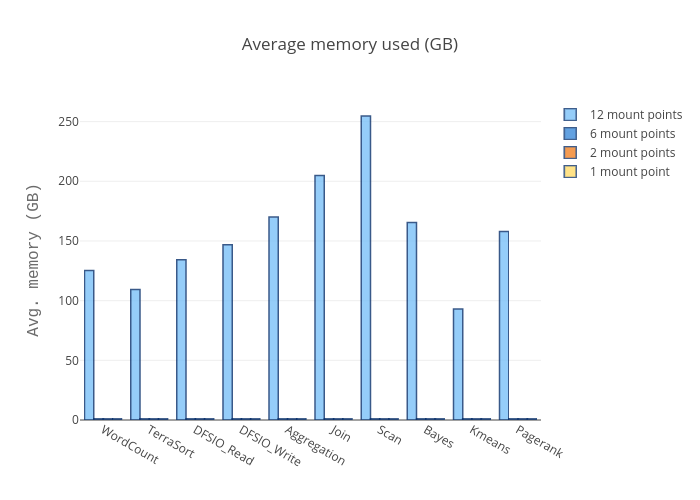 Average memory used (GB)
12 mount points
6 mount points
2 mount points
1 mount point
Avg. memory (GB)
250
200
150
100
50
0
WordCount
TerraSort
DFSIO_Read
DFSIO_Write
Aggregation
Join
Scan
Bayes
Kmeans
Pagerank